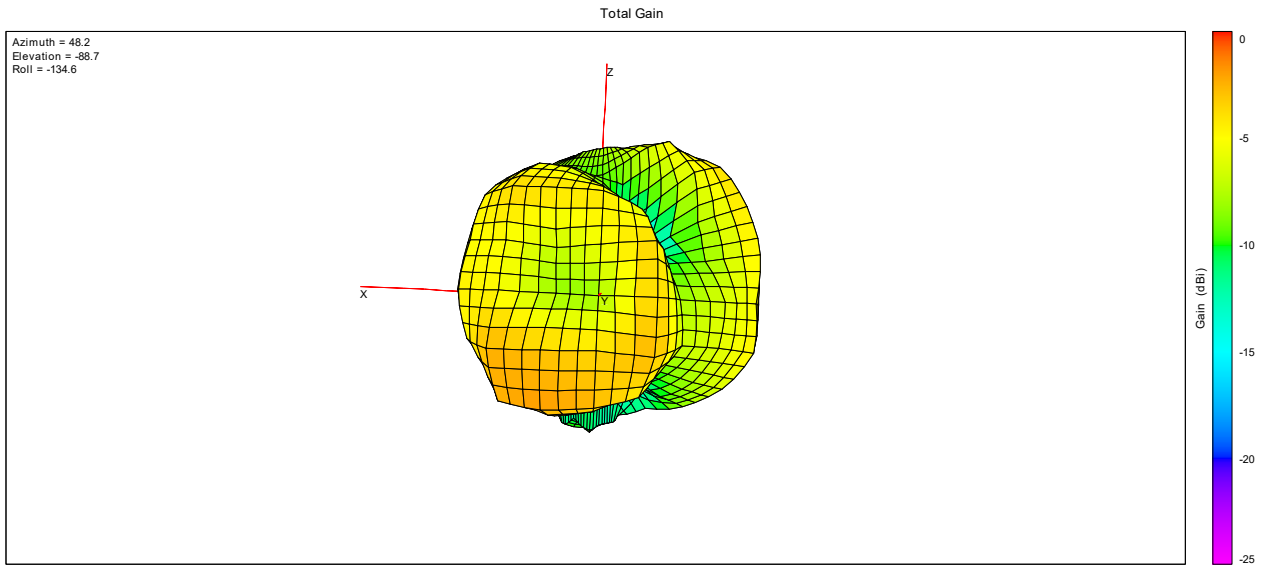 Total Gain
Azimuth = 48.2
Elevation = -88.7
Roll = -134.6
Z
X
Y
0
-5
-10
-15
-20
-25
Gain (dBi)